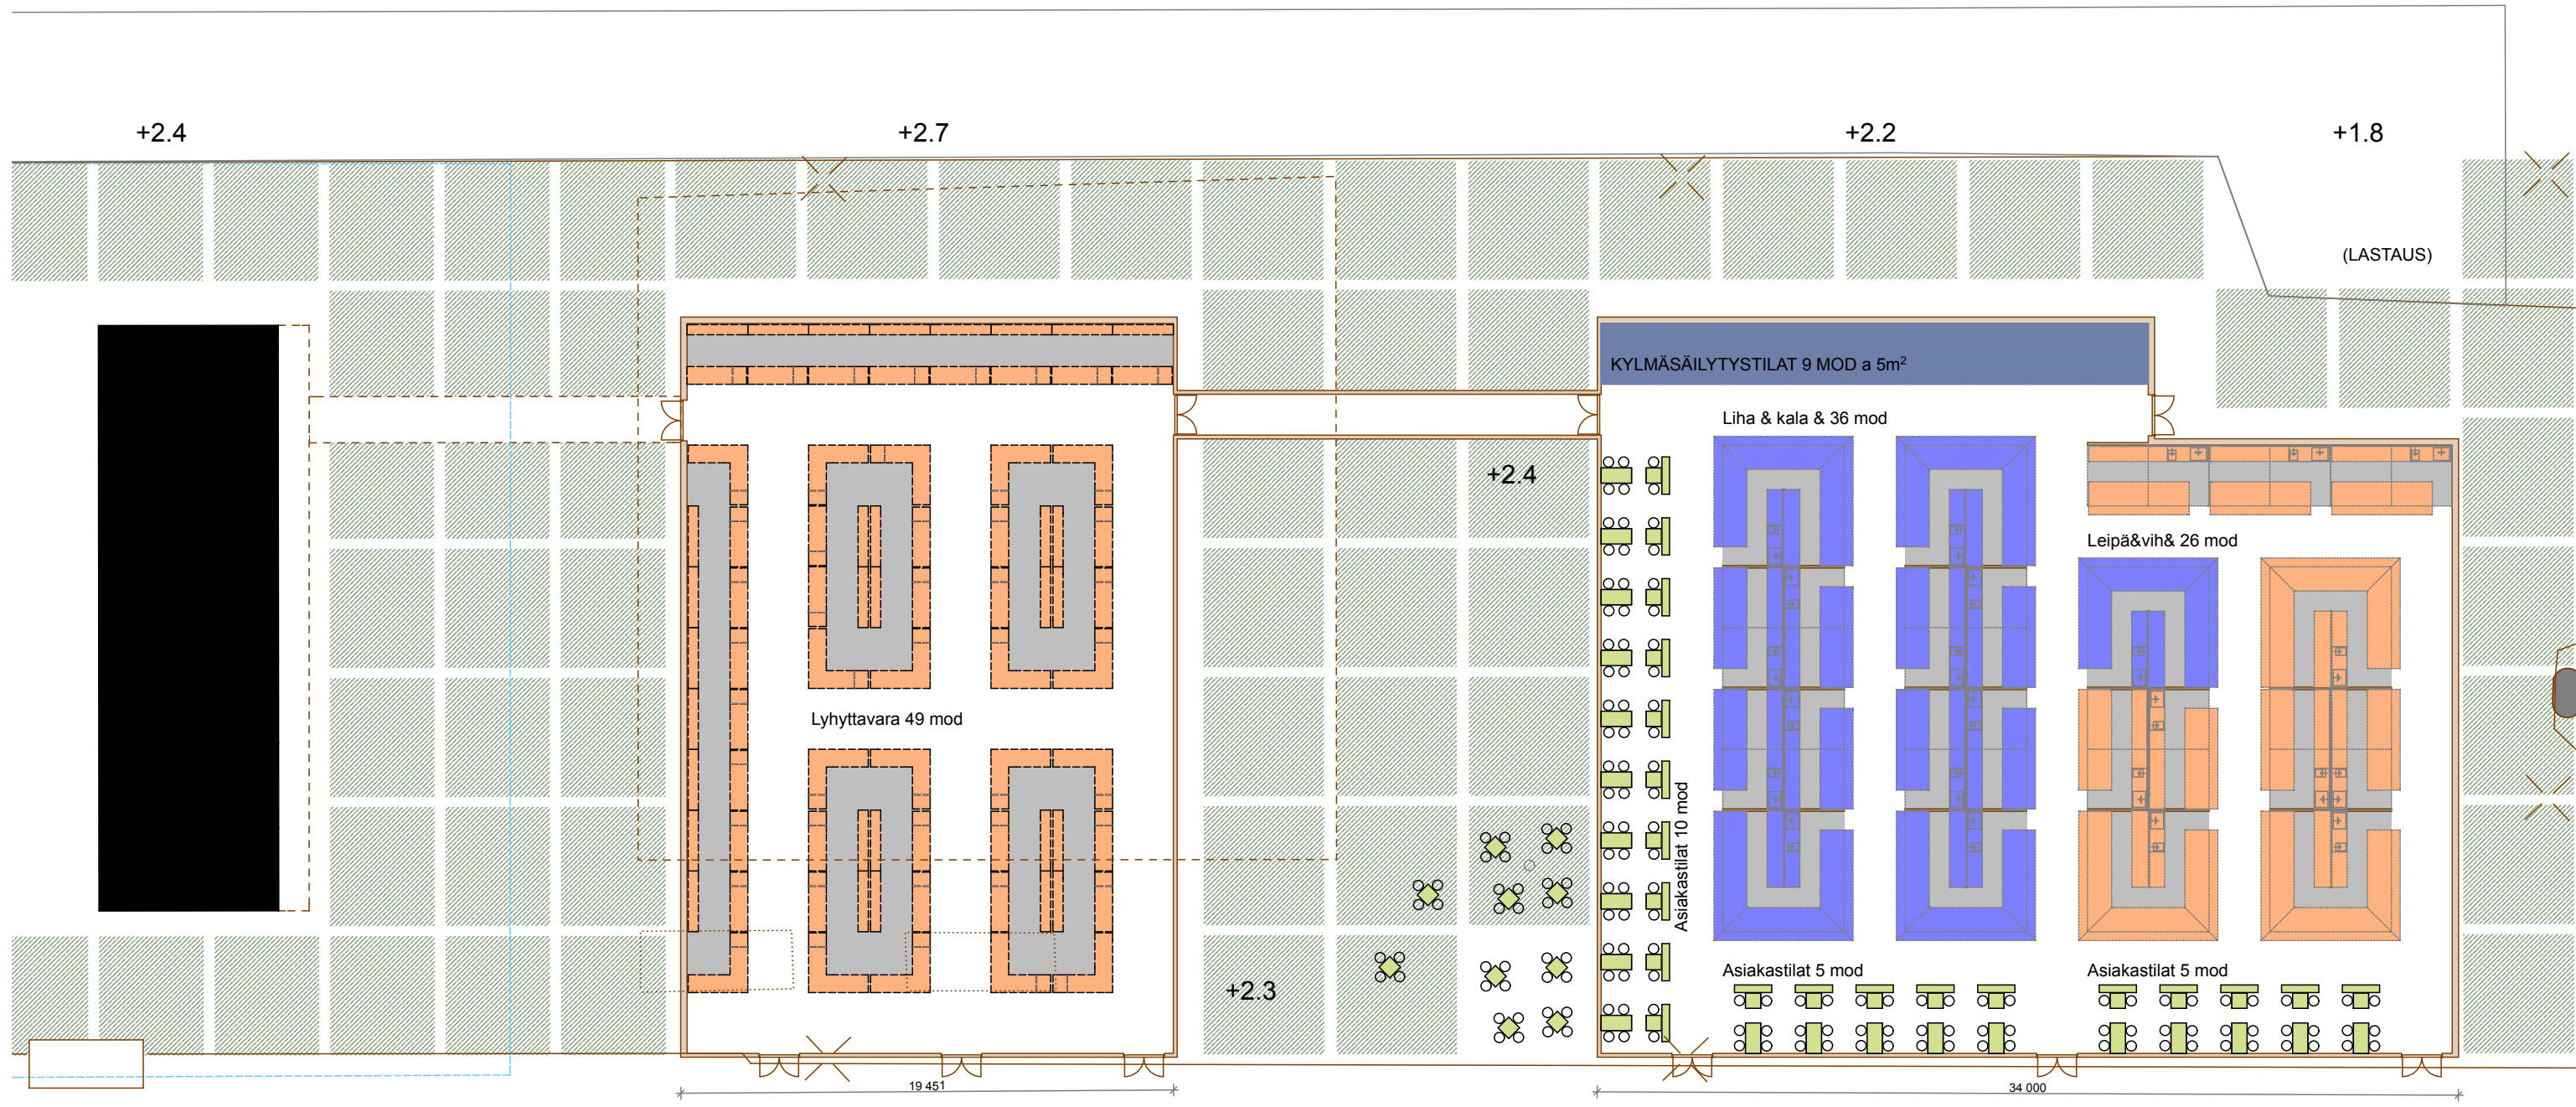 +2.4
+2.7
+2.2
+1.8
(LASTAUS)
KYLMÄSÄILYTYSTILAT 9 MOD a 5m²
Liha & kala & 36 mod
+2.4
Leipä&vih& 26 mod
Lyhyttavara 49 mod
Asiakastilat 10 mod
Asiakastilat 5 mod
Asiakastilat 5 mod
+2.3
19 451
34 000